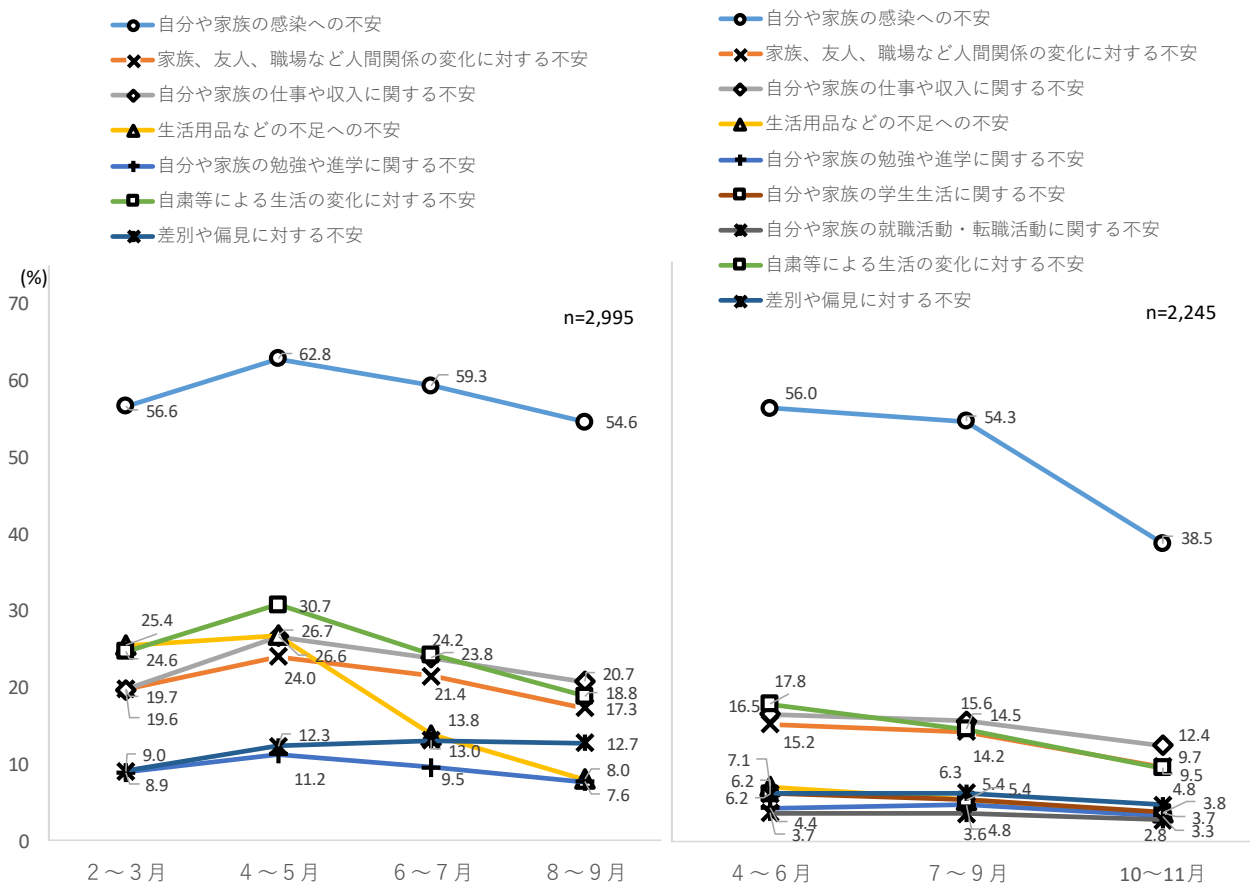 自分や家族の感染への不安
家族、友人、職場など人間関係の変化に対する不安
自分や家族の仕事や収入に関する不安
生活用品などの不足への不安
自分や家族の勉強や進学に関する不安
自粛等による生活の変化に対する不安
差別や偏見に対する不安
(%)
70
60
50
40
30
20
10
0
n=2,995
62.8
59.3
56.6
54.6
30.7
25.4
26.7
24.2
24.6
26.6
23.8
20.7
24.0
21.4
18.8
19.7
17.3
19.6
13.8
12.3
13.0
12.7
9.0
11.2
9.5
8.0
8.9
7.6
2～3月
4～5月
6～7月
8～9月
自分や家族の感染への不安
家族、友人、職場など人間関係の変化に対する不安
自分や家族の仕事や収入に関する不安
生活用品などの不足への不安
自分や家族の勉強や進学に関する不安
自分や家族の学生生活に関する不安
自分や家族の就職活動・転職活動に関する不安
自粛等による生活の変化に対する不安
差別や偏見に対する不安
n=2,245
56.0
54.3
38.5
17.8
16.5
15.6
14.5
15.2
14.2
12.4
9.7
9.5
7.1
6.2
6.2
6.3
5.4
5.4
4.8
3.8
3.7
4.4
3.7
3.6
4.8
3.3
2.8
4～6月
7～9月
10～11月